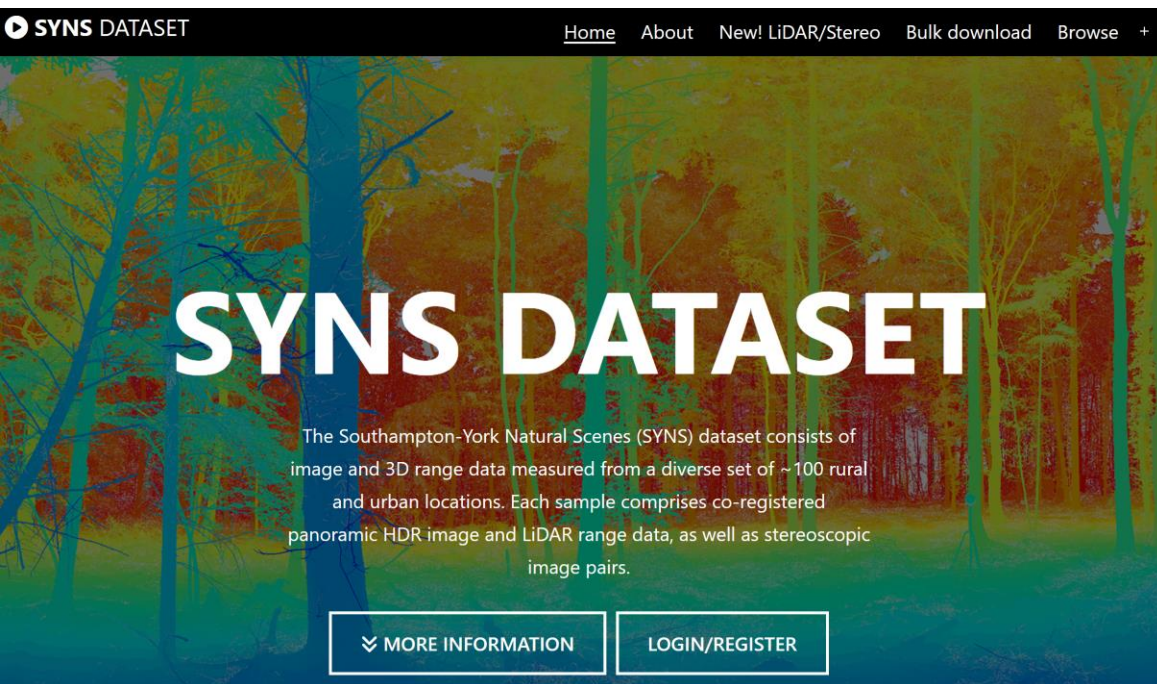 SYNS DATASET
Home About New! LiDAR/Stereo Bulk download Browse +
SYNS DATASET
The Southampton-York Natural Scenes (SYNS) dataset consists of
image and 3D range data measured from a diverse set of ~100 rural
and urban locations. Each sample comprises co-registered
panoramic HDR image and LiDAR range data, as well as stereoscopic
image pairs.
MORE INFORMATION
LOGIN/REGISTER